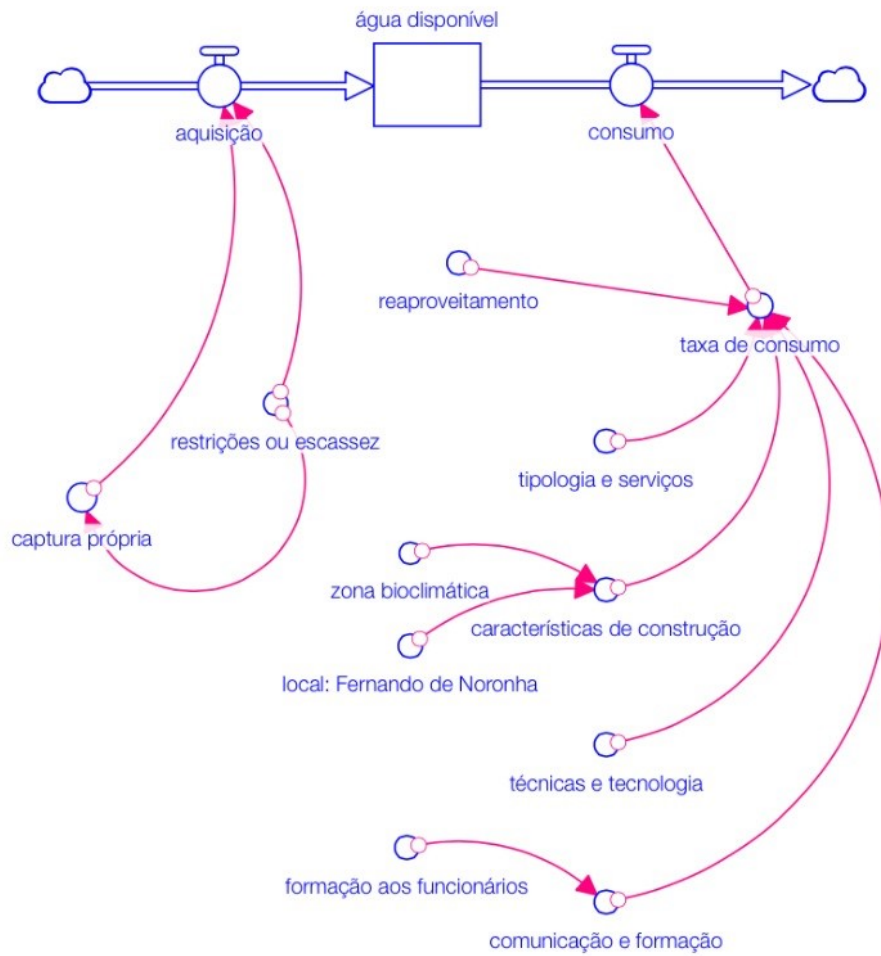 água disponível
aquisição
consumo
reaproveitamento
taxa de consumo
restrições ou escassez
tipologia e serviços
captura própria
zona bioclimática
características de construção
local: Fernando de Noronha
técnicas e tecnologia
formação aos funcionários
comunicação e formação